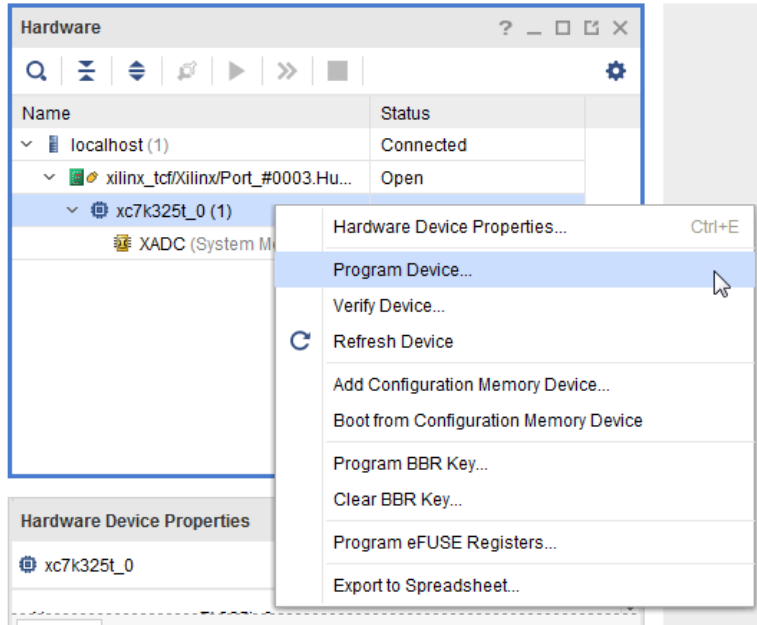 Hardware ? _
Name Status
localhost (1) Connected
xilinx_tcf/Xilinx/Port_#0003.Hu... Open
xc7k325t_0 (1)
XADC (System M
Hardware Device Properties... Ctrl+E
Program Device...
Verify Device...
Refresh Device
Add Configuration Memory Device...
Boot from Configuration Memory Device
Program BBR Key...
Clear BBR Key...
Program eFUSE Registers...
Export to Spreadsheet...
Hardware Device Properties
xc7k325t_0